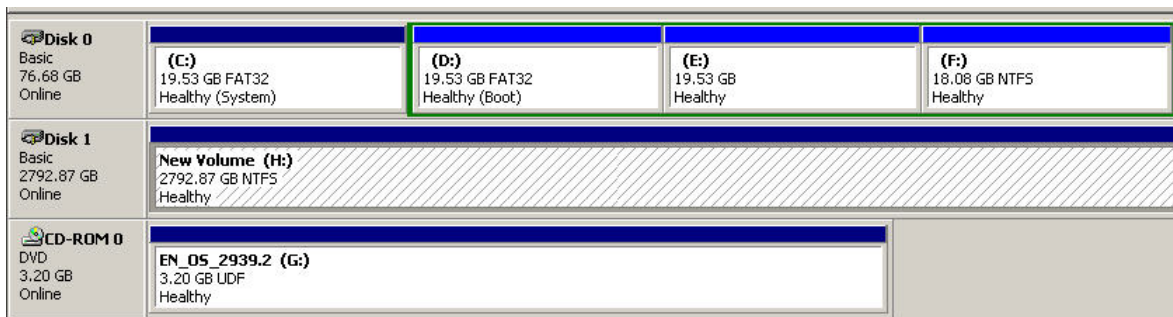 Disk 0
Basic
76.68 GB
Online
(C:)
19.53 GB FAT32
Healthy (System)
(D:)
19.53 GB FAT32
Healthy (Boot)
(E:)
19.53 GB
Healthy
(F:)
18.08 GB NTFS
Healthy
Disk 1
Basic
2792.87 GB
Online
New Volume (H:)
2792.87 GB NTFS
Healthy
CD-ROM 0
DVD
3.20 GB
Online
EN_OS_2939.2 (G:)
3.20 GB UDF
Healthy